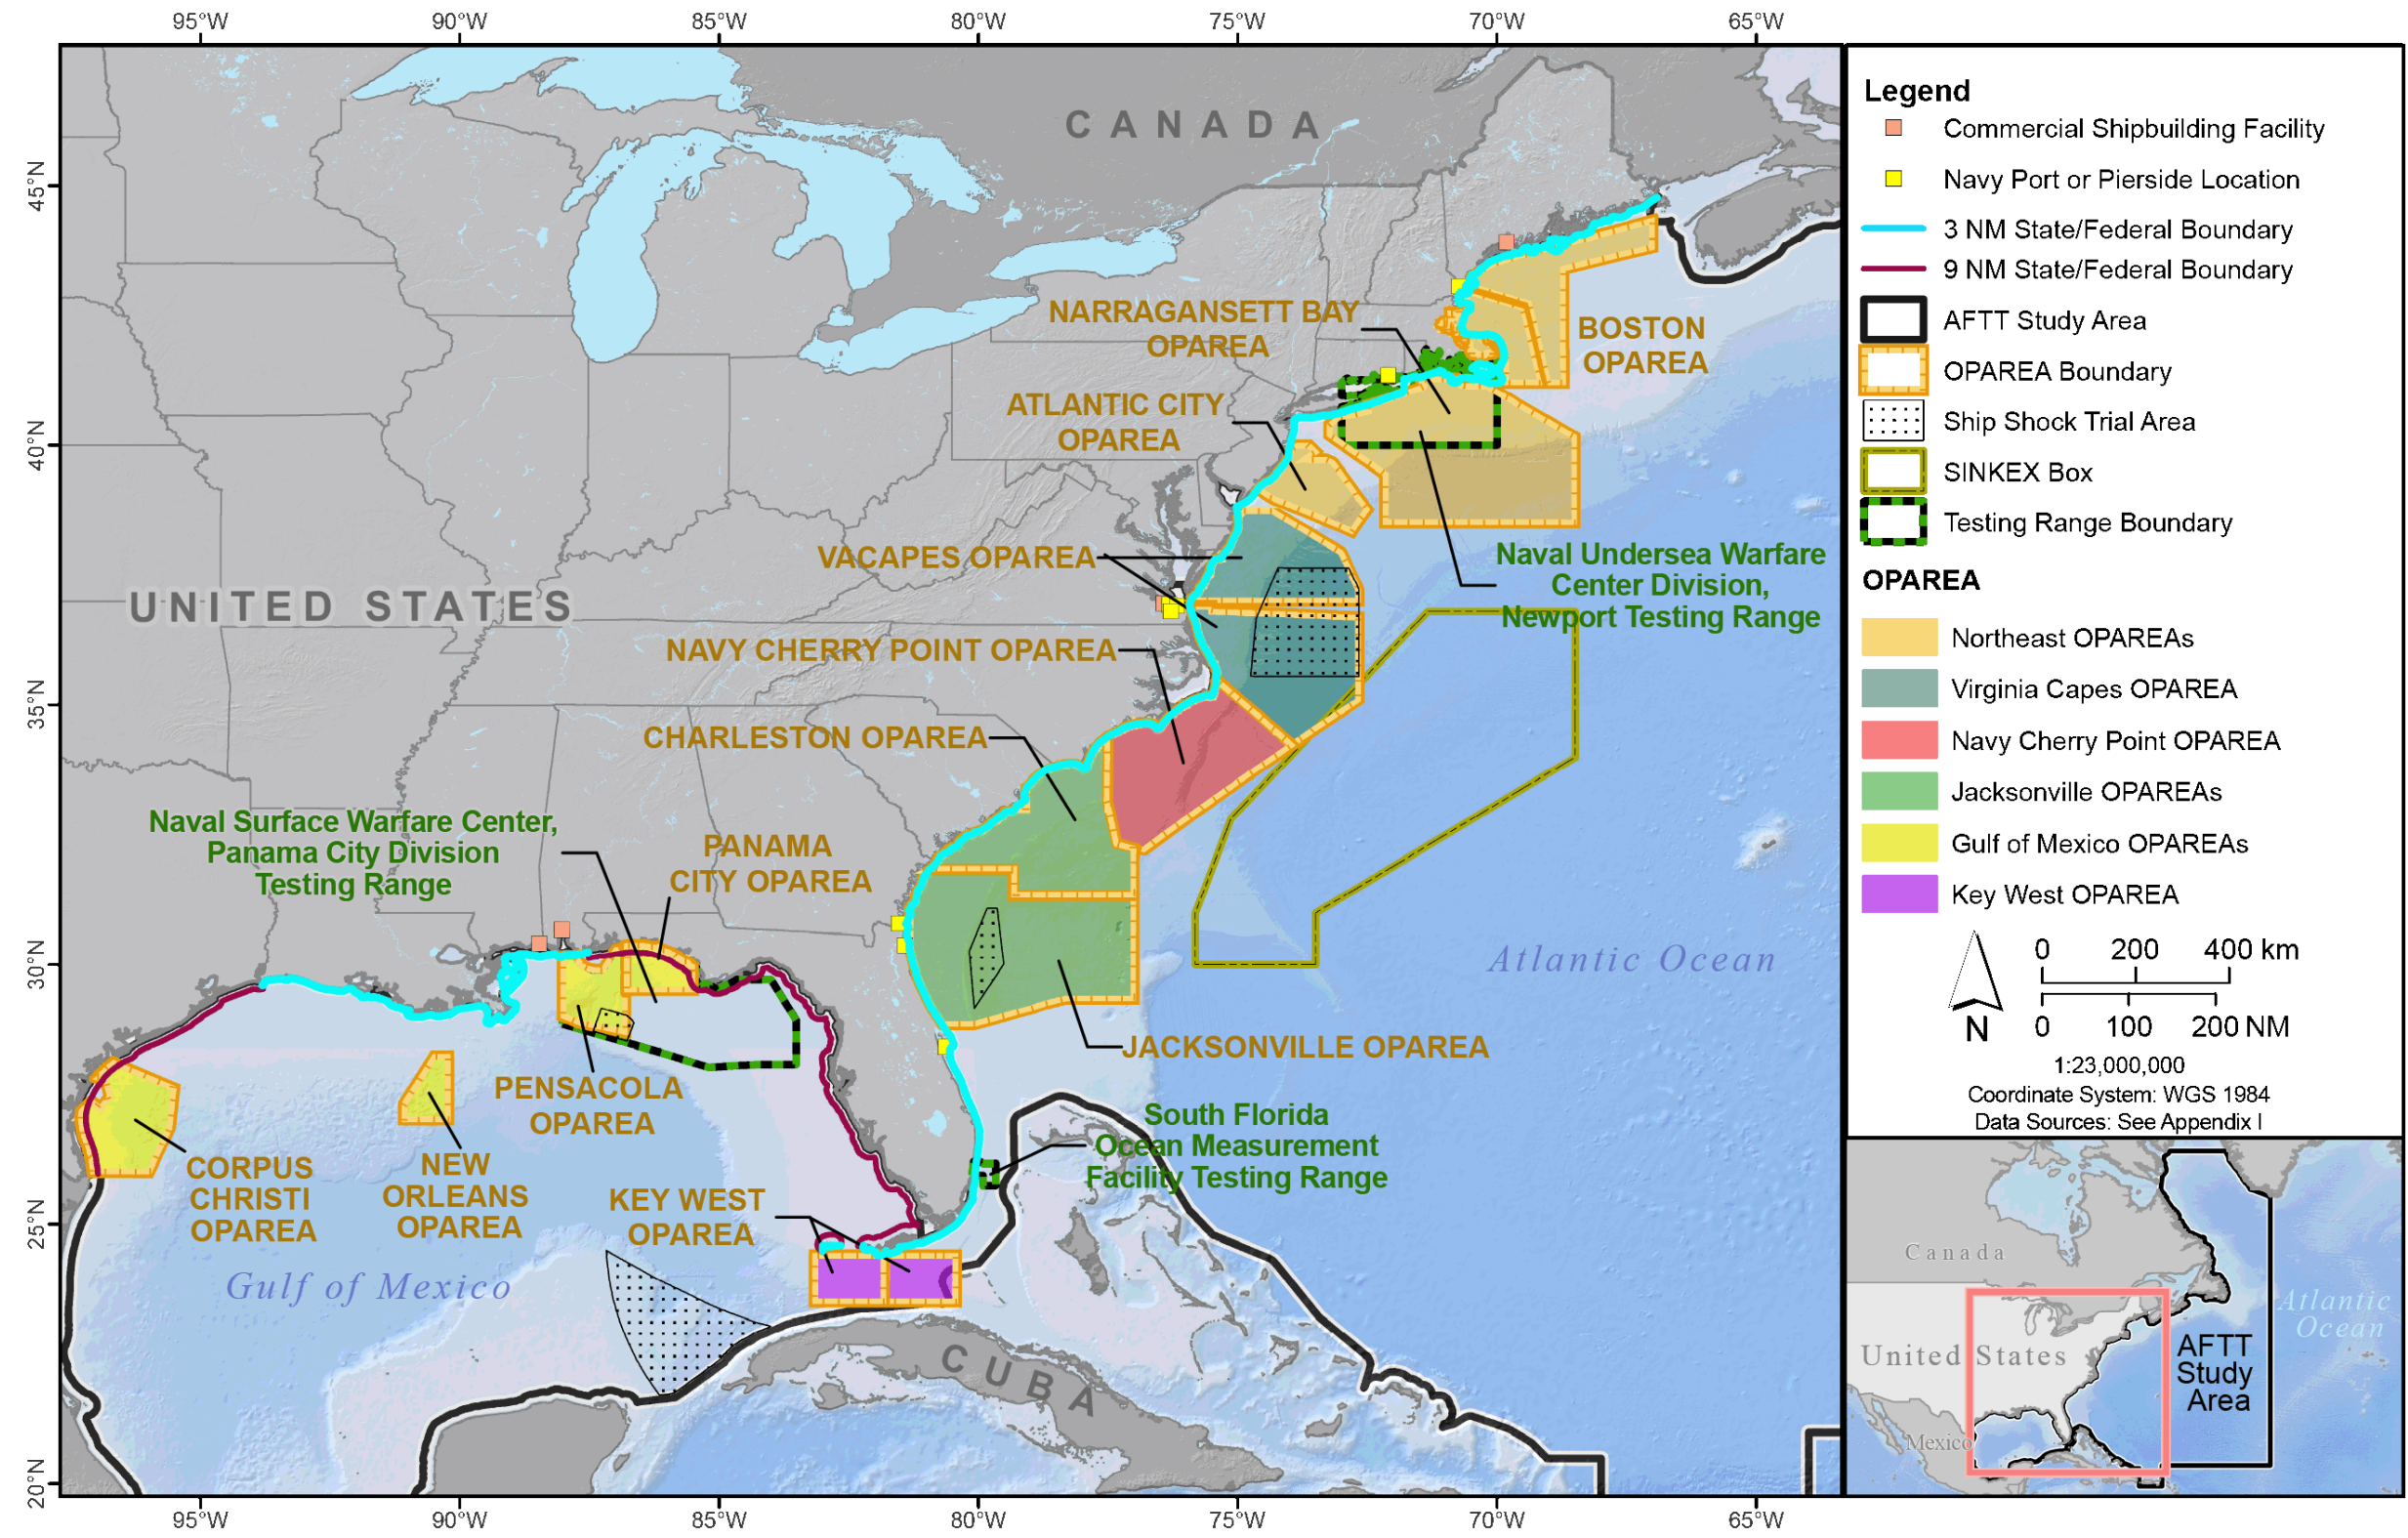 95°W 90°W 85°W 80°W 75°W 70°W 65°W
45°N
40°N
35°N
30°N
25°N
20°N
CANADA
UNITED STATES
NARRAGANSETT BAY
OPAREA
BOSTON
OPAREA
ATLANTIC CITY
OPAREA
VACAPES OPAREA
Naval Undersea Warfare
Center Division,
Newport Testing Range
NAVY CHERRY POINT OPAREA
CHARLESTON OPAREA
Naval Surface Warfare Center,
Panama City Division
Testing Range
PANAMA
CITY OPAREA
Atlantic Ocean
JACKSONVILLE OPAREA
PENSACOLA
OPAREA
South Florida
Ocean Measurement
Facility Testing Range
CORPUS
CHRISTI
OPAREA
NEW
ORLEANS
OPAREA
KEY WEST
OPAREA
Gulf of Mexico
CUBA
95°W 90°W 85°W 80°W 75°W 70°W 65°W
Legend
Commercial Shipbuilding Facility
Navy Port or Pierside Location
3 NM State/Federal Boundary
9 NM State/Federal Boundary
AFTT Study Area
OPAREA Boundary
Ship Shock Trial Area
SINKEX Box
Testing Range Boundary
OPAREA
Northeast OPAREAs
Virginia Capes OPAREA
Navy Cherry Point OPAREA
Jacksonville OPAREAs
Gulf of Mexico OPAREAs
Key West OPAREA
N
0 200 400 km
0 100 200 NM
1:23,000,000
Coordinate System: WGS 1984
Data Sources: See Appendix I
Canada
United States
Mexico
Atlantic
Ocean
AFTT
Study
Area